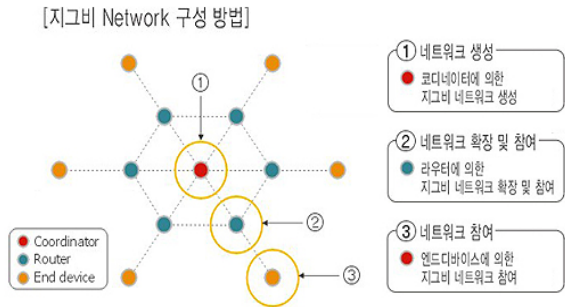 [지그비 Network 구성 방법]
①
②
③
Coordinator
Router
End device
① 네트워크 생성
코디네이터에 의한
지그비 네트워크 생성
② 네트워크 확장 및 참여
라우터에 의한
지그비 네트워크 확장 및 참여
③ 네트워크 참여
엔드디바이스에 의한
지그비 네트워크 참여